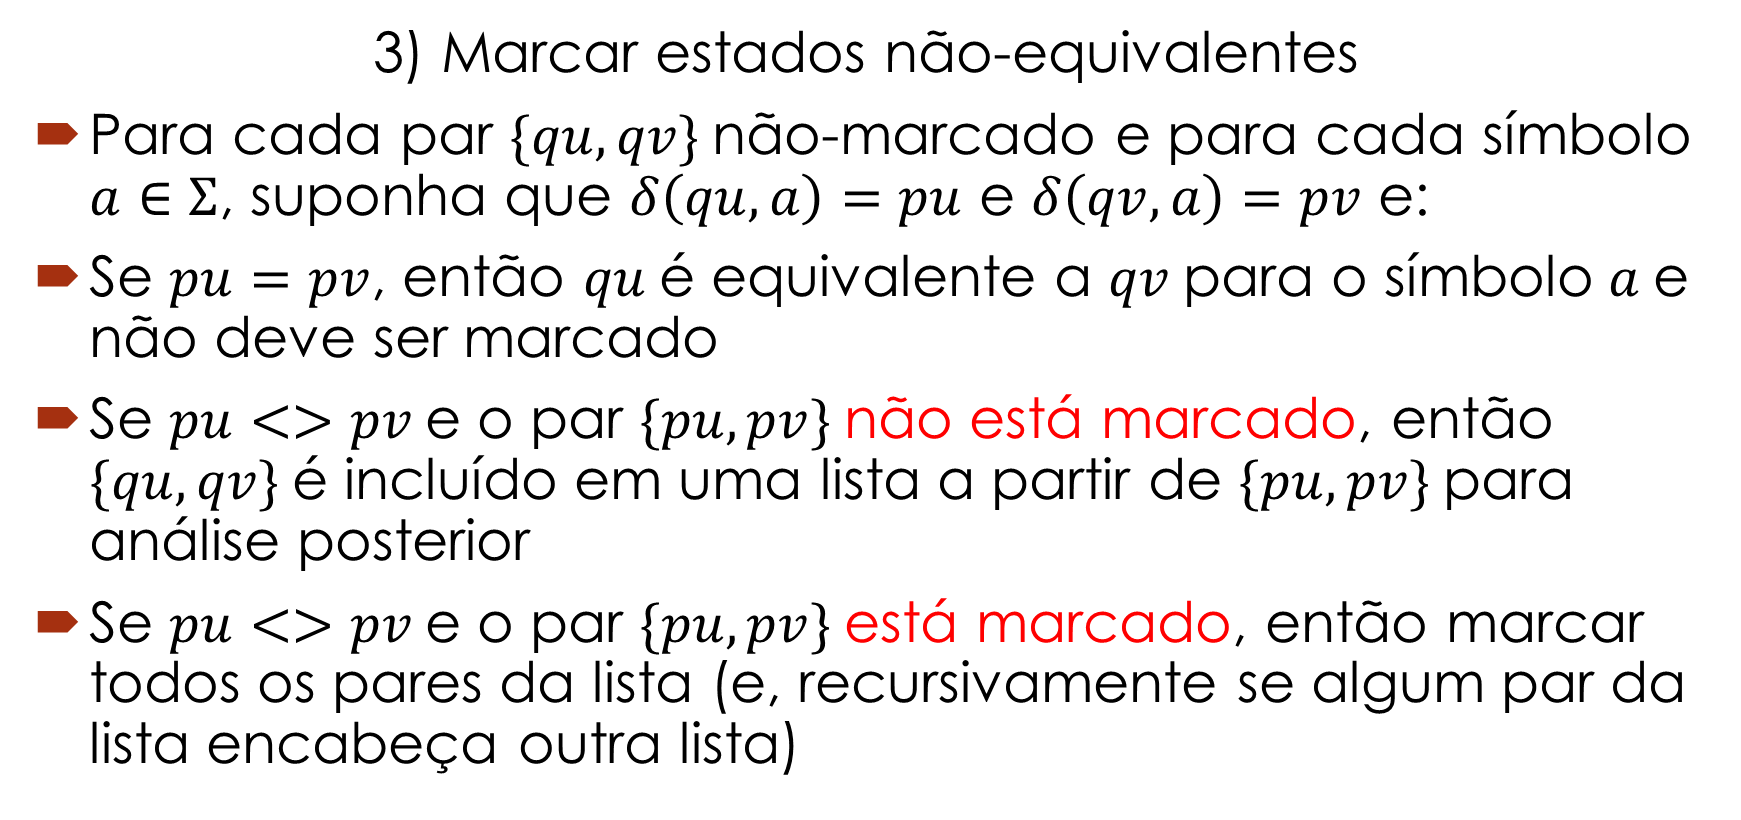 3) Marcar estados não-equivalentes
Para cada par {𝑞𝑢, 𝑞𝑣} não-marcado e para cada símbolo
𝑎 ∈ Σ, suponha que 𝛿(𝑞𝑢, 𝑎) = 𝑝𝑢 e 𝛿(𝑞𝑣, 𝑎) = 𝑝𝑣 e:
Se 𝑝𝑢 = 𝑝𝑣, então 𝑞𝑢 é equivalente a 𝑞𝑣 para o símbolo 𝑎 e
não deve ser marcado
Se 𝑝𝑢 <> 𝑝𝑣 e o par {𝑝𝑢, 𝑝𝑣} não está marcado, então
{𝑞𝑢, 𝑞𝑣} é incluído em uma lista a partir de {𝑝𝑢, 𝑝𝑣} para
análise posterior
Se 𝑝𝑢 <> 𝑝𝑣 e o par {𝑝𝑢, 𝑝𝑣} está marcado, então marcar
todos os pares da lista (e, recursivamente se algum par da
lista encabeça outra lista)